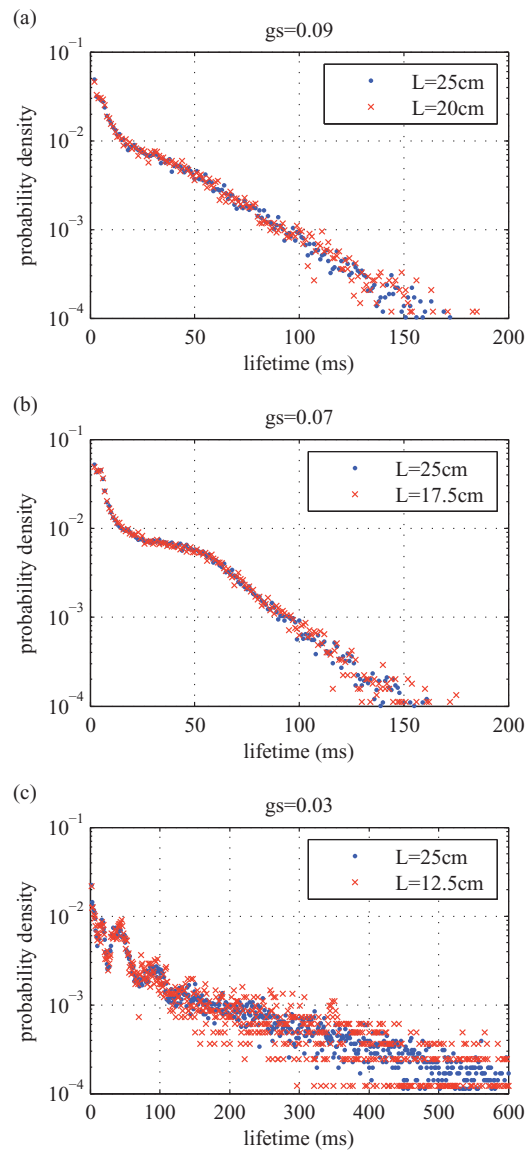 (a)
gs=0.09
10^-1
10^-2
10^-3
10^-4
probability density
L=25cm
L=20cm
0 50 100 150 200
lifetime (ms)
(b)
gs=0.07
10^-1
10^-2
10^-3
10^-4
probability density
L=25cm
L=17.5cm
0 50 100 150 200
lifetime (ms)
(c)
gs=0.03
10^-1
10^-2
10^-3
10^-4
probability density
L=25cm
L=12.5cm
0 100 200 300 400 500 600
lifetime (ms)